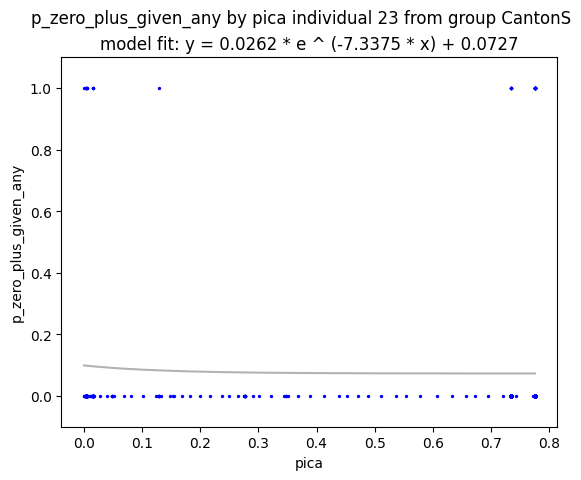 p_zero_plus_given_any by pica individual 23 from group CantonS
model fit: y = 0.0262 * e ^ (-7.3375 * x) + 0.0727
1.0
0.8
0.6
0.4
0.2
0.0
p_zero_plus_given_any
0.0 0.1 0.2 0.3 0.4 0.5 0.6 0.7 0.8
pica